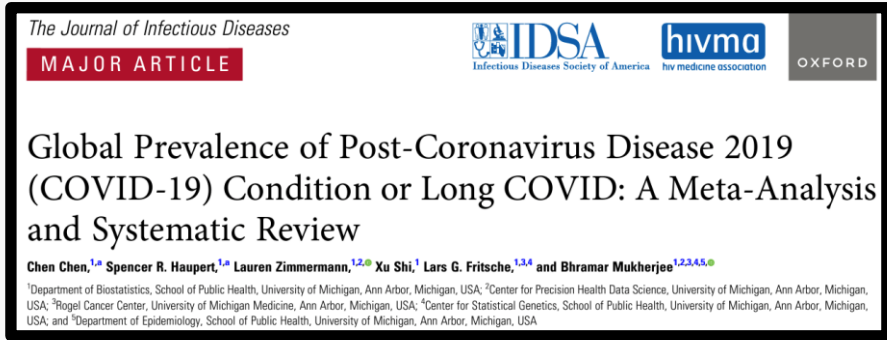 The Journal of Infectious Diseases
MAJOR ARTICLE
IDSA
Infectious Diseases Society of America
hivma
hiv medicine association
OXFORD
Global Prevalence of Post-Coronavirus Disease 2019
(COVID-19) Condition or Long COVID: A Meta-Analysis
and Systematic Review
Chen Chen,1,a Spencer R. Haupert,1,a Lauren Zimmermann,1,2, Xu Shi,1 Lars G. Fritsche,1,3,4 and Bhramar Mukherjee1,2,3,4,5,
1Department of Biostatistics, School of Public Health, University of Michigan, Ann Arbor, Michigan, USA; 2Center for Precision Health Data Science, University of Michigan, Ann Arbor, Michigan,
USA; 3Rogel Cancer Center, University of Michigan Medicine, Ann Arbor, Michigan, USA; 4Center for Statistical Genetics, School of Public Health, University of Michigan, Ann Arbor, Michigan,
USA; and 5Department of Epidemiology, School of Public Health, University of Michigan, Ann Arbor, Michigan, USA